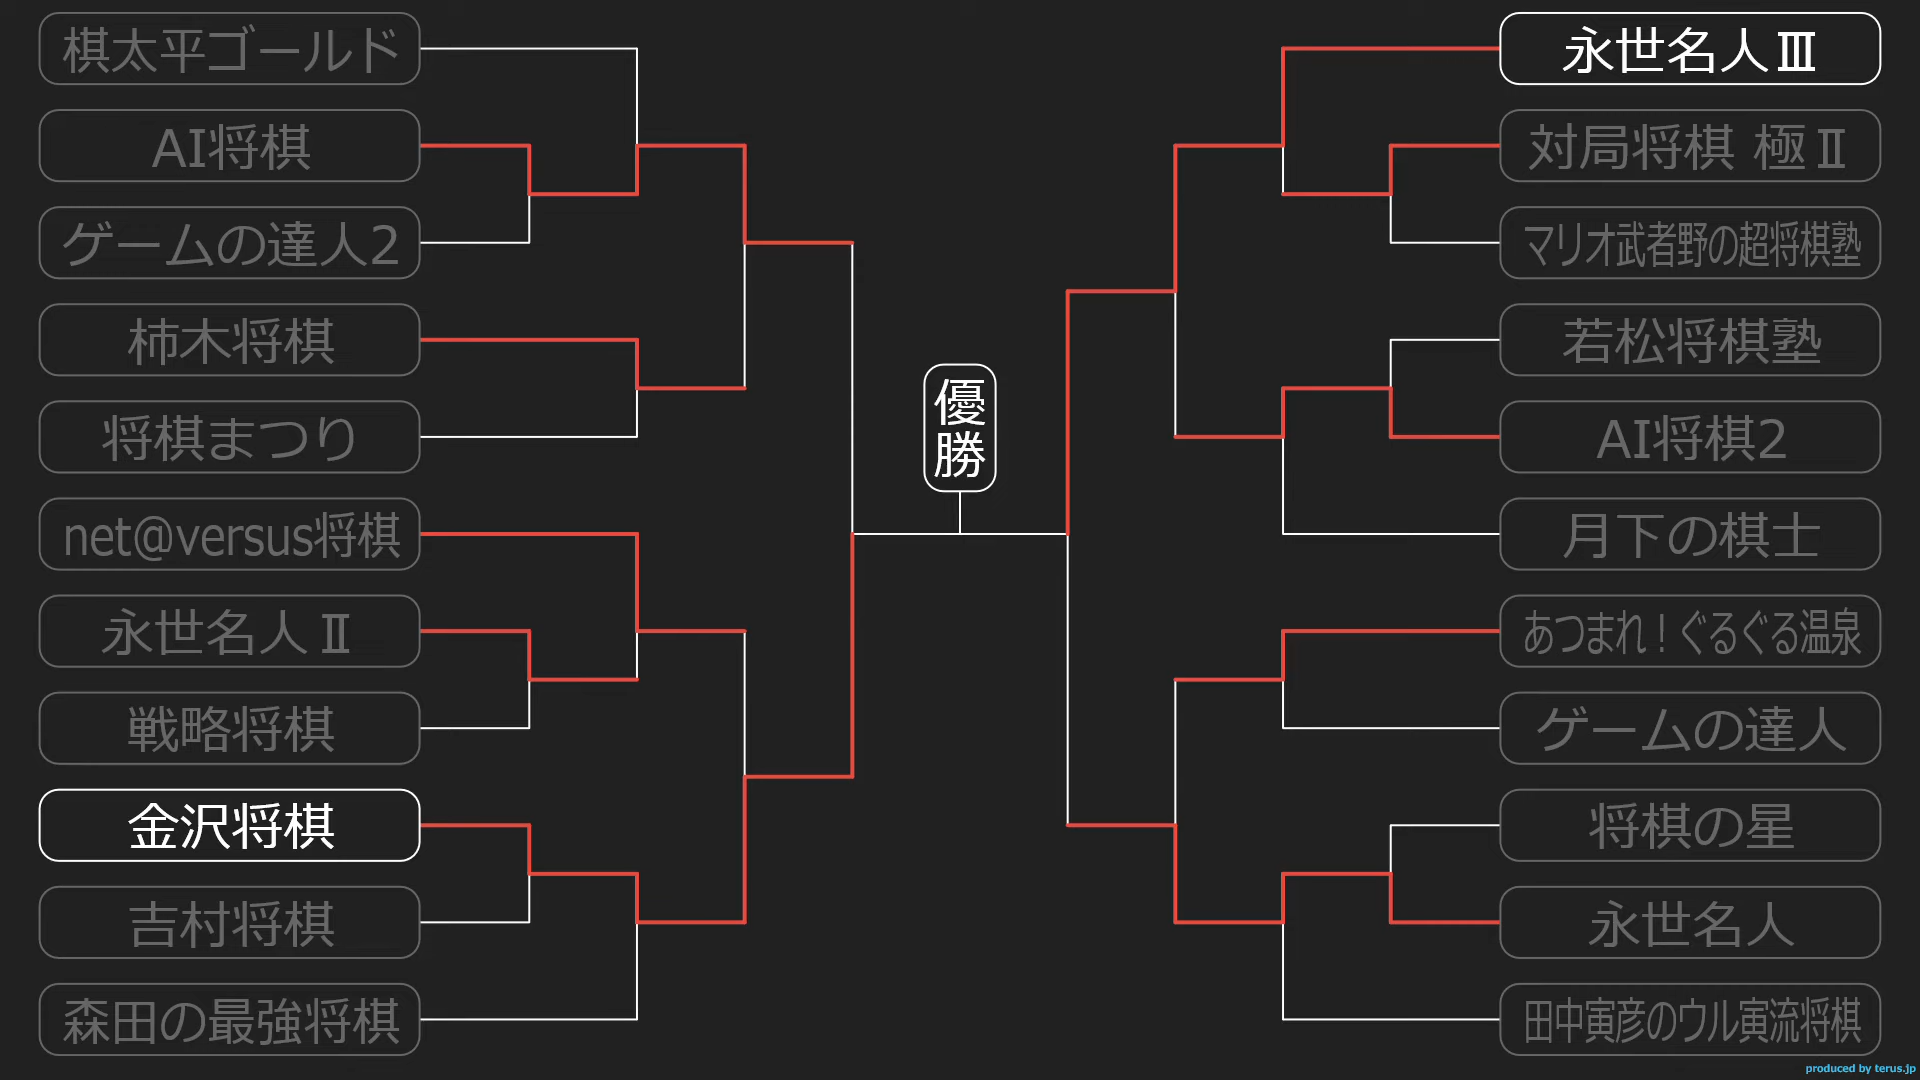 棋太平ゴールド
AI将棋
ゲームの達人2
柿木将棋
将棋まつり
net@versus将棋
永世名人Ⅱ
戦略将棋
金沢将棋
吉村将棋
森田の最強将棋
優勝
永世名人Ⅲ
対局将棋 極Ⅱ
マリオ武者野の超将棋塾
若松将棋塾
AI将棋2
月下の棋士
あつまれ！ぐるぐる温泉
ゲームの達人
将棋の星
永世名人
田中寅彦のウル寅流将棋
produced by terus.jp